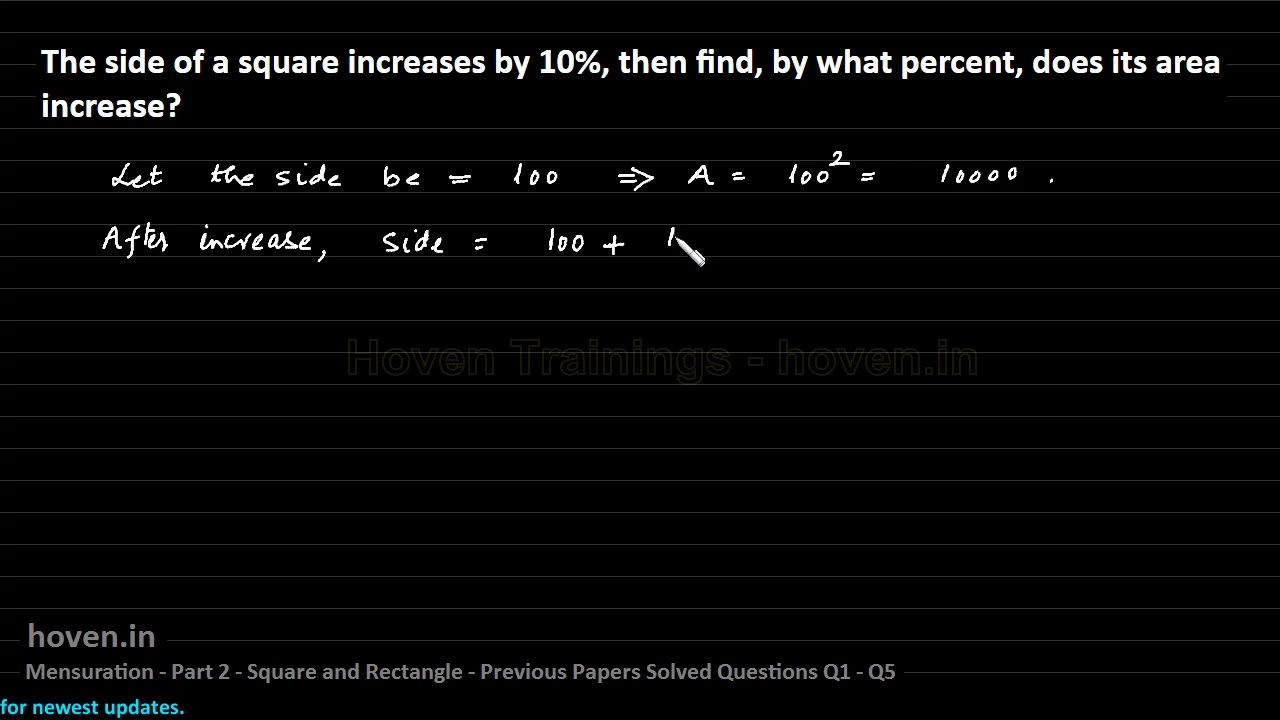 The side of a square increases by 10%, then find, by what percent, does its area
increase?
Let the side be = 100 ⇒ A = 100² = 10000 .
After increase, side = 100 + 1
Hoven Trainings - hoven.in
hoven.in
Mensuration - Part 2 - Square and Rectangle - Previous Papers Solved Questions Q1 - Q5
for newest updates.